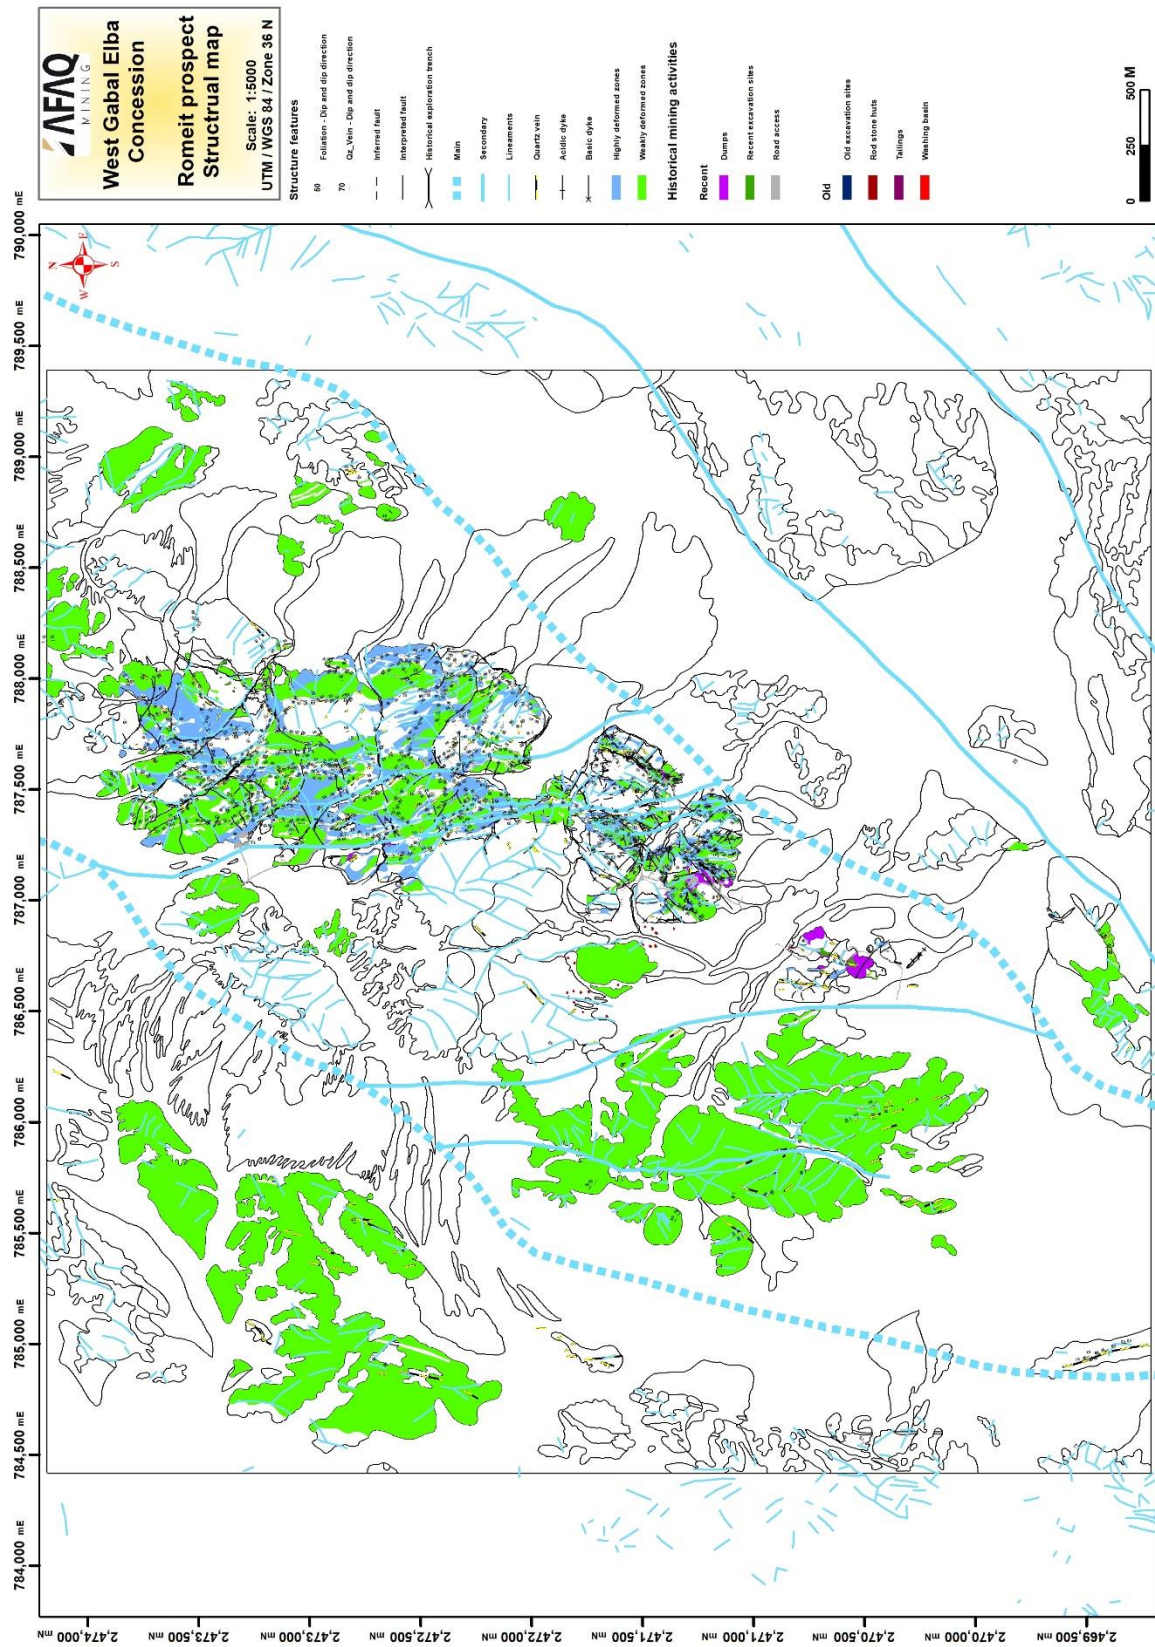 AFAQ
MINING
West Gabal Elba
Concession
Romeit prospect
Structrual map
Scale: 1:5000
UTM / WGS 84 / Zone 36 N
Structure features
60 Foliation - Dip and dip direction
70 Qz_Vein - Dip and dip direction
Inferred fault
Interpreted fault
Historical exploration trench
Main
Secondery
Lineaments
Quartz vein
Acidic dyke
Basic dyke
Highly deformed zones
Weakly deformed zones
Historical mining activities
Recent
Dumps
Recent excavation sites
Road access
Old
Old excavation sites
Rod stone huts
Tailings
Washing basin
0 250 500 M
N
E
S
W
784,000 mE
784,500 mE
785,000 mE
785,500 mE
786,000 mE
786,500 mE
787,000 mE
787,500 mE
788,000 mE
788,500 mE
789,000 mE
789,500 mE
790,000 mE
2,474,000 mN
2,473,500 mN
2,473,000 mN
2,472,500 mN
2,472,000 mN
2,471,500 mN
2,471,000 mN
2,470,500 mN
2,470,000 mN
2,469,500 mN